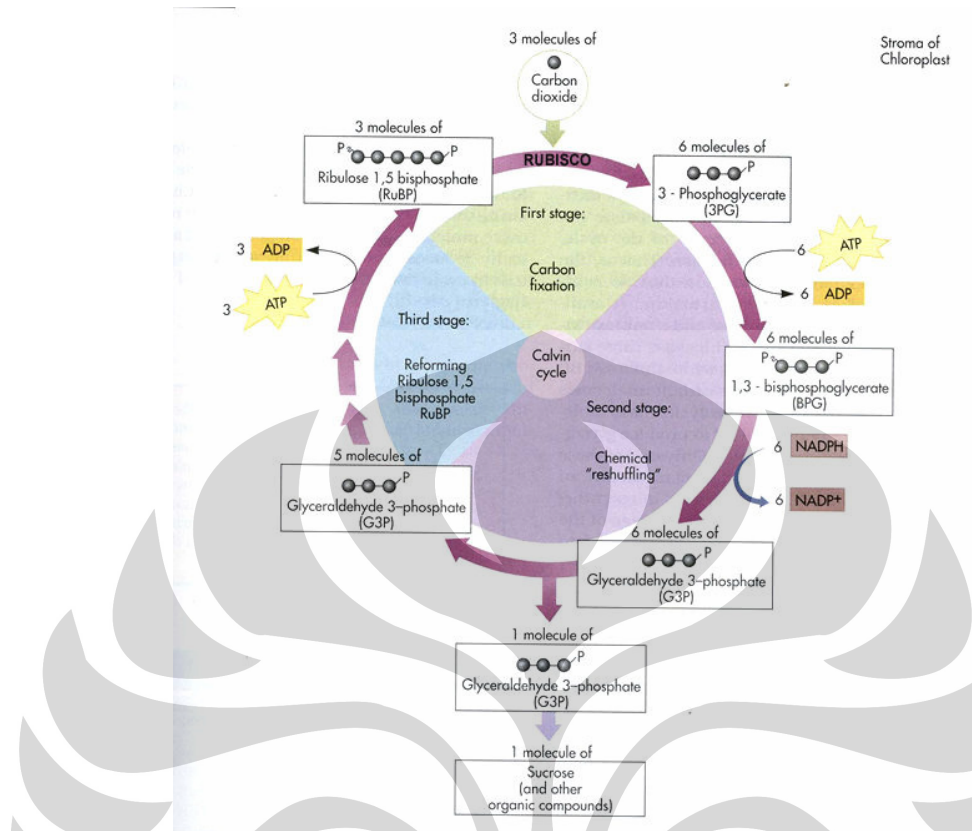 3 molecules of
Carbon
dioxide
Stroma of
Chloroplast
3 molecules of
P P
Ribulose 1,5 bisphosphate
(RuBP)
RUBISCO
6 molecules of
P
3 - Phosphoglycerate
(3PG)
First stage:
Carbon
fixation
3 ADP
3 ATP
6 ATP
6 ADP
Third stage:
Reforming
Ribulose 1,5
bisphosphate
RuBP
Calvin
cycle
6 molecules of
P P
1,3 - bisphosphoglycerate
(BPG)
Second stage:
Chemical
"reshuffling"
6 NADPH
6 NADP+
5 molecules of
P
Glyceraldehyde 3–phosphate
(G3P)
6 molecules of
P
Glyceraldehyde 3–phosphate
(G3P)
1 molecule of
P
Glyceraldehyde 3–phosphate
(G3P)
1 molecule of
Sucrose
(and other
organic compounds)